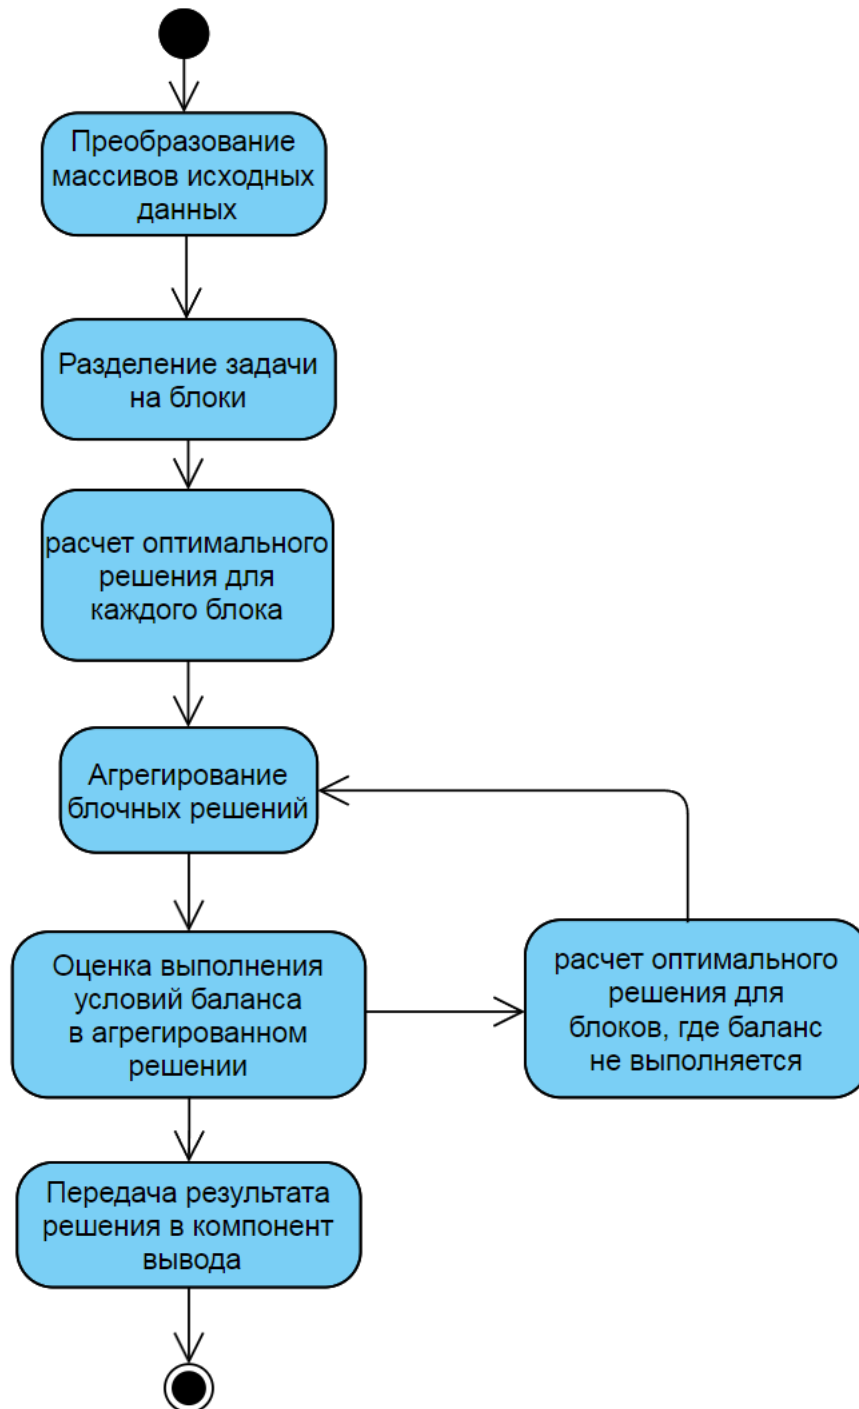 Преобразование
массивов исходных
данных
Разделение задачи
на блоки
расчет оптимального
решения для
каждого блока
Агрегирование
блочных решений
Оценка выполнения
условий баланса
в агрегированном
решении
расчет оптимального
решения для
блоков, где баланс
не выполняется
Передача результата
решения в компонент
вывода